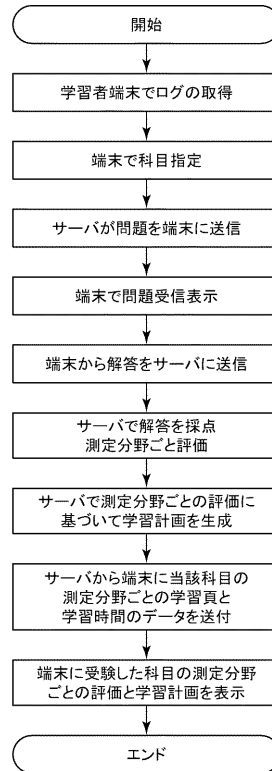 開始
学習者端末でログの取得
端末で科目指定
サーバが問題を端末に送信
端末で問題受信表示
端末から解答をサーバに送信
サーバで解答を採点
測定分野ごと評価
サーバで測定分野ごとの評価に
基づいて学習計画を生成
サーバから端末に当該科目の
測定分野ごとの学習頁と
学習時間のデータを送付
端末に受験した科目の測定分野
ごとの評価と学習計画を表示
エンド